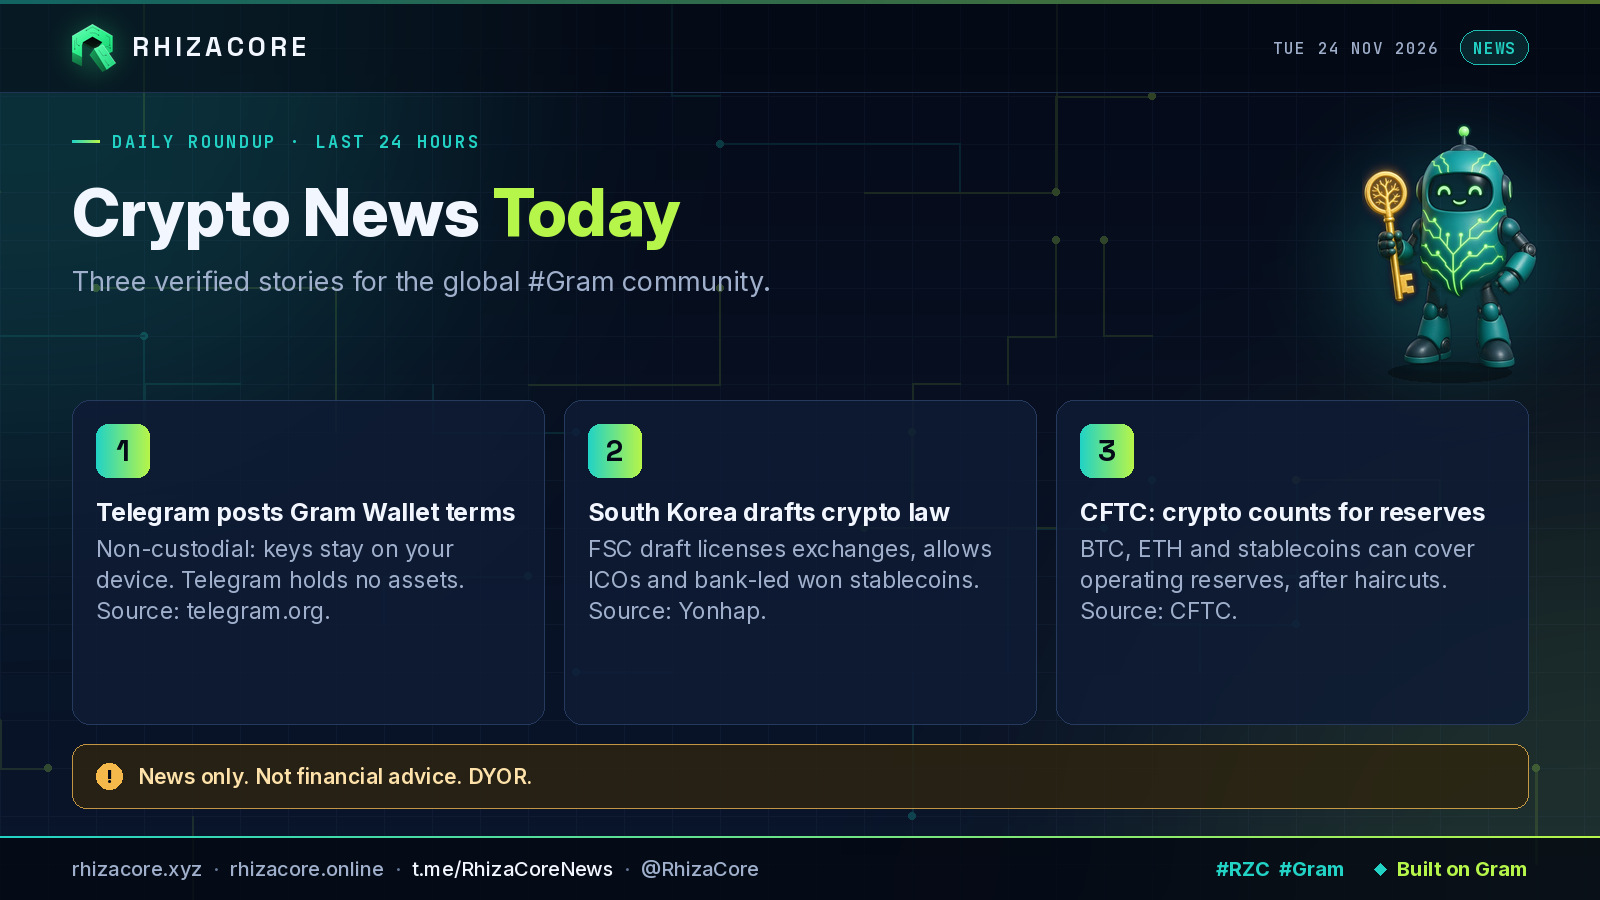 RHIZACORE
TUE 24 NOV 2026
NEWS
DAILY ROUNDUP · LAST 24 HOURS
Crypto News Today
Three verified stories for the global #Gram community.
1
Telegram posts Gram Wallet terms
Non-custodial: keys stay on your
device. Telegram holds no assets.
Source: telegram.org.
2
South Korea drafts crypto law
FSC draft licenses exchanges, allows
ICOs and bank-led won stablecoins.
Source: Yonhap.
3
CFTC: crypto counts for reserves
BTC, ETH and stablecoins can cover
operating reserves, after haircuts.
Source: CFTC.
! News only. Not financial advice. DYOR.
rhizacore.xyz · rhizacore.online · t.me/RhizaCoreNews · @RhizaCore
#RZC #Gram ◆ Built on Gram